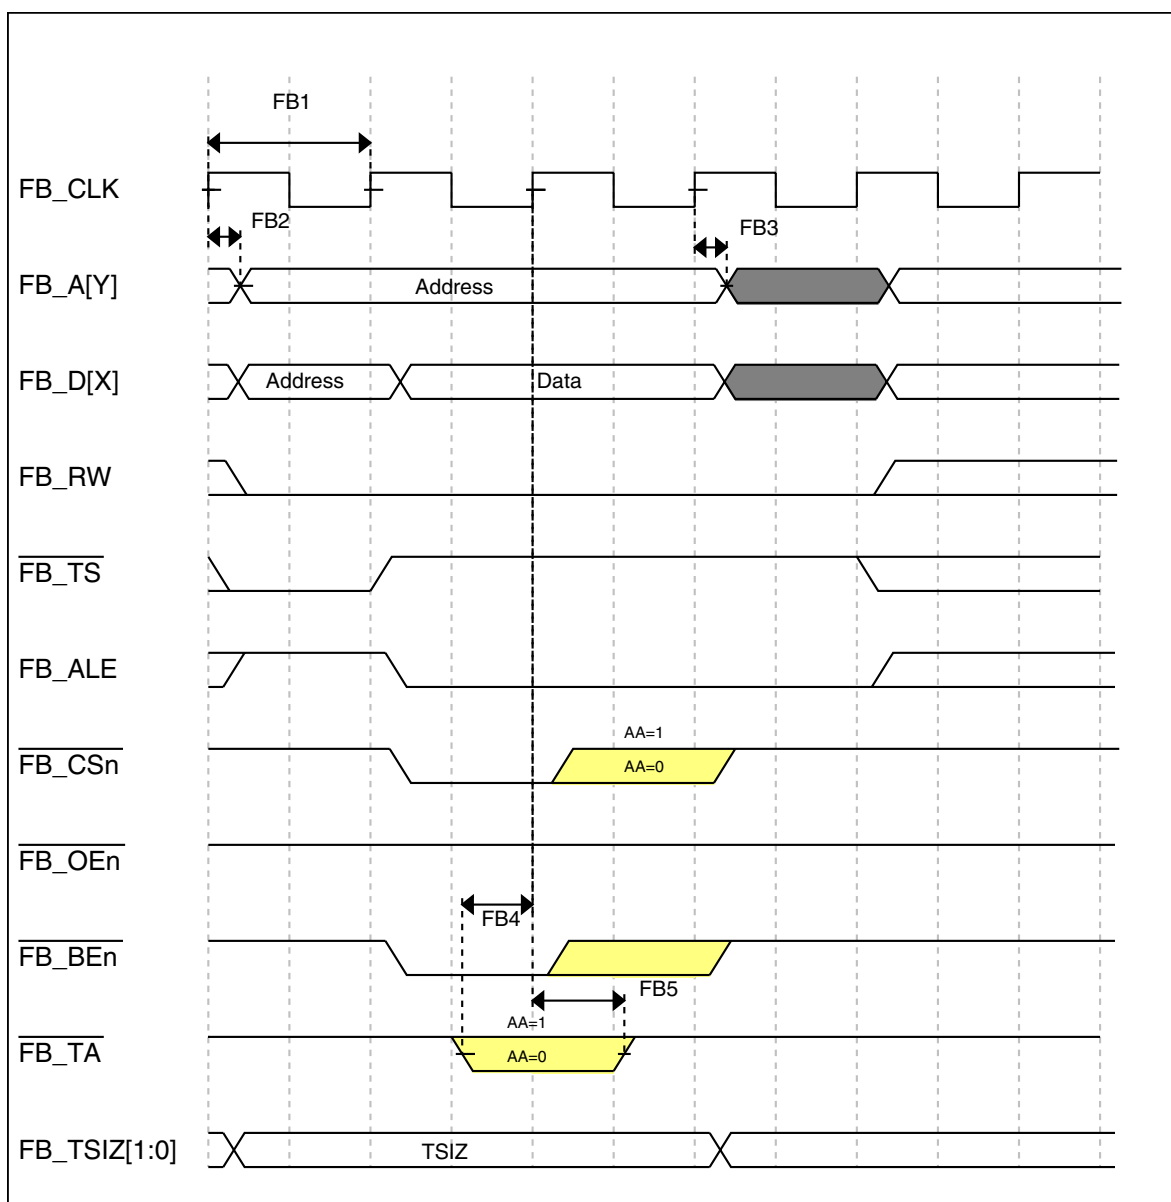 FB1
FB_CLK
FB2
FB3
FB_A[Y]
Address
FB_D[X]
Address
Data
FB_RW
FB_TS
FB_ALE
AA=1
FB_CSn
AA=0
FB_OEn
FB4
FB_BEn
FB5
AA=1
FB_TA
AA=0
FB_TSIZ[1:0]
TSIZ